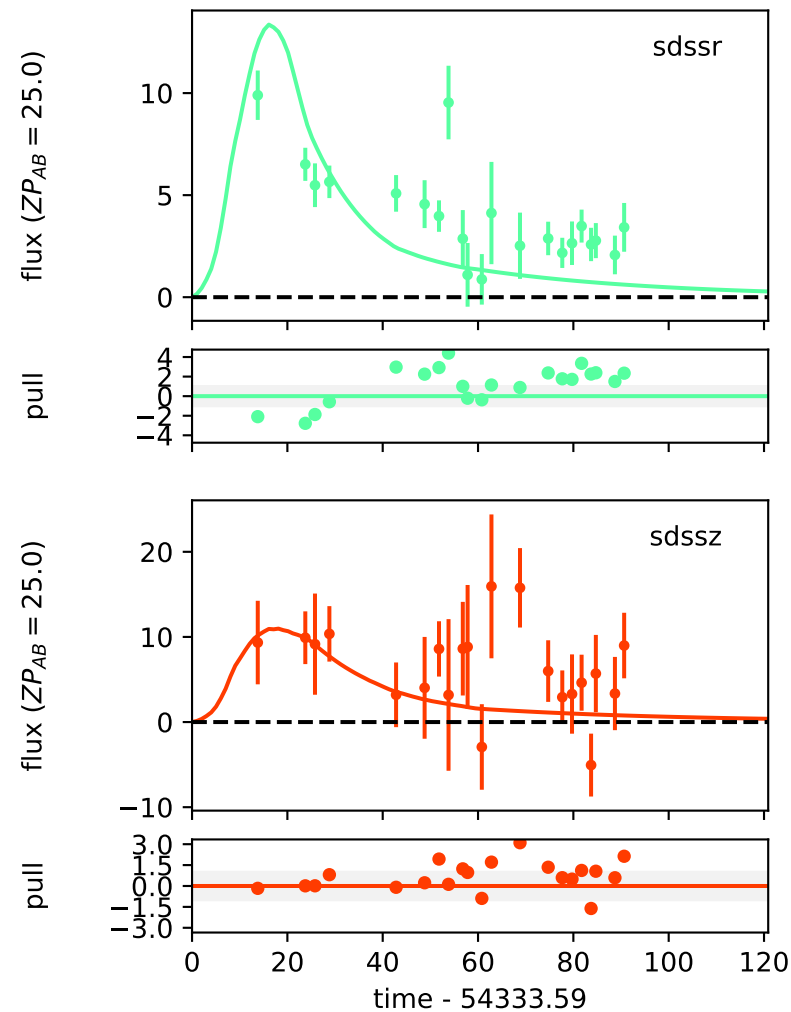 sdssr
flux (ZP_AB = 25.0)
10
5
0
pull
4
2
0
−2
−4
sdssz
flux (ZP_AB = 25.0)
20
10
0
−10
pull
3.0
1.5
0.0
−1.5
−3.0
0 20 40 60 80 100 120
time - 54333.59